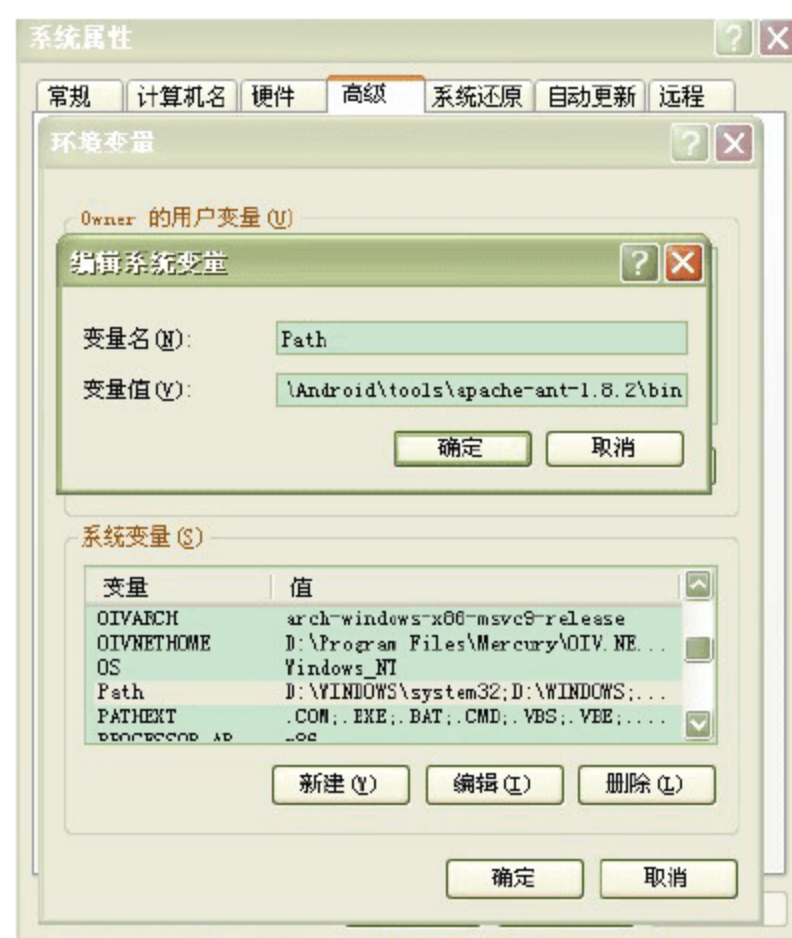 系统属性
常规 计算机名 硬件 高级 系统还原 自动更新 远程
环境变量
Owner 的用户变量(U)
编辑系统变量
变量名(N): Path
变量值(V): \Android\tools\apache-ant-1.8.2\bin
确定 取消
系统变量(S)
变量 值
OIVARCH arch-windows-x86-msvc9-release
OIVNETHOME D:\Program Files\Mercury\OIV.NE...
OS Windows_NT
Path D:\WINDOWS\system32;D:\WINDOWS;...
PATHEXT .COM;.EXE;.BAT;.CMD;.VBS;.VBE;....
新建(W) 编辑(I) 删除(L)
确定 取消